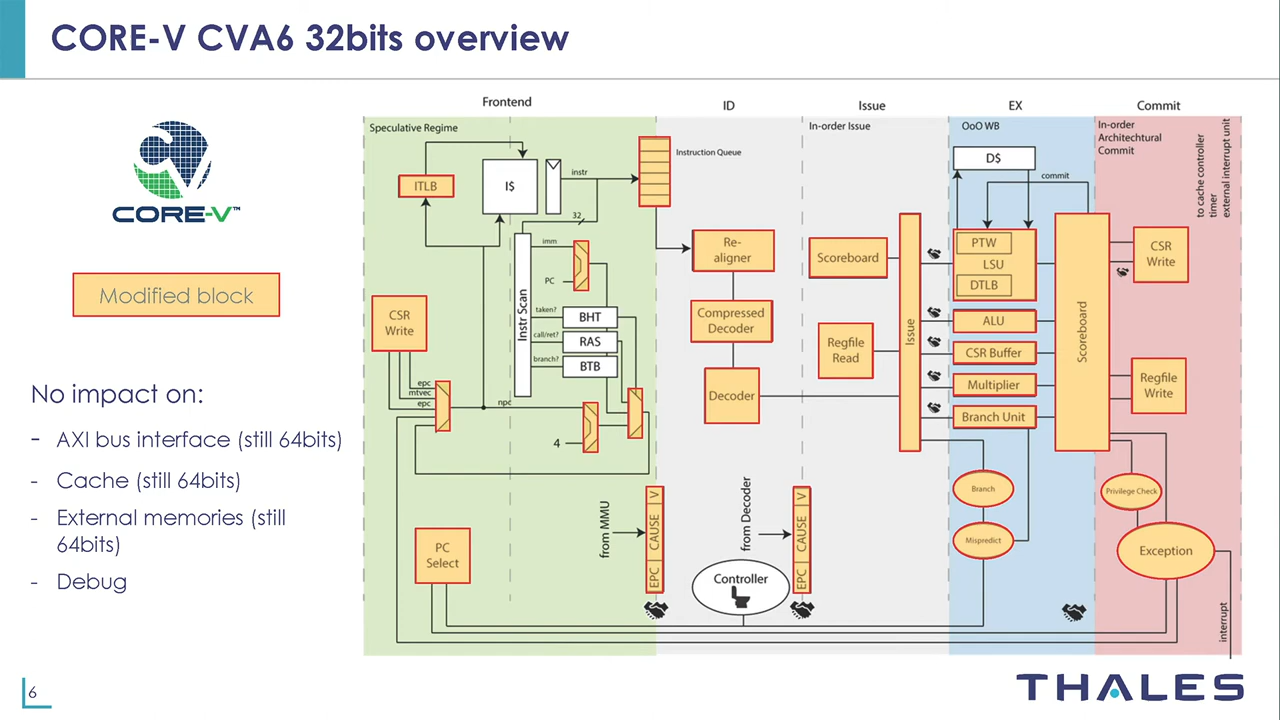 CORE-V CVA6 32bits overview
CORE-V™
Modified block
No impact on:
- AXI bus interface (still 64bits)
- Cache (still 64bits)
- External memories (still
64bits)
- Debug
Frontend
ID
Issue
EX
Commit
Speculative Regime
In-order Issue
OoO WB
In-order
Architechtural
Commit
to cache controller
timer
external interrupt unit
ITLB
I$
instr
Instruction Queue
32
Instr Scan
imm
PC
taken?
BHT
call/ret?
RAS
branch?
BTB
CSR
Write
epc
mtvec
epc
npc
4
PC
Select
from MMU
EPC CAUSE V
Re-
aligner
Compressed
Decoder
Decoder
from Decoder
EPC CAUSE V
Controller
Scoreboard
Regfile
Read
Issue
D$
commit
PTW
LSU
DTLB
ALU
CSR Buffer
Multiplier
Branch Unit
Branch
Mispredict
Scoreboard
CSR
Write
Regfile
Write
Privilege Check
Exception
interrupt
6
THALES